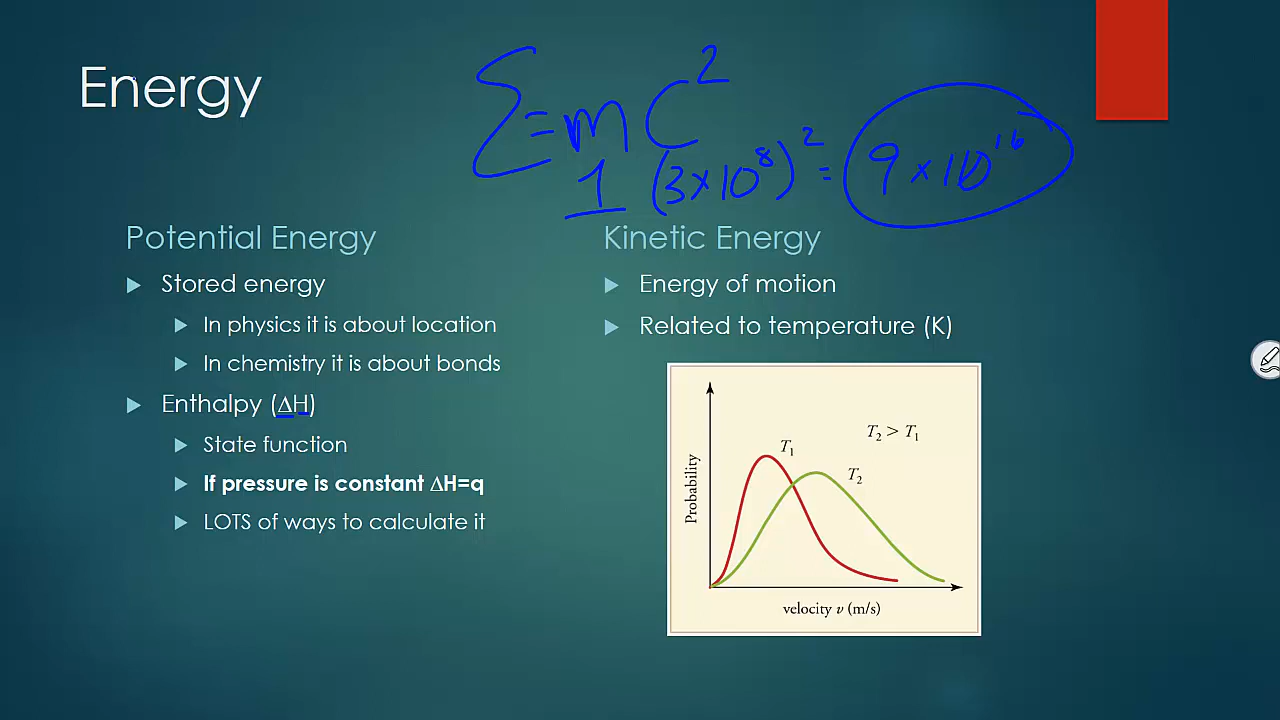 Energy
E=mc²
1 (3×10⁸)² = 9×10¹⁶
Potential Energy
Stored energy
In physics it is about location
In chemistry it is about bonds
Enthalpy (ΔH)
State function
If pressure is constant ΔH=q
LOTS of ways to calculate it
Kinetic Energy
Energy of motion
Related to temperature (K)
T₂ > T₁
T₁
T₂
Probability
velocity v (m/s)